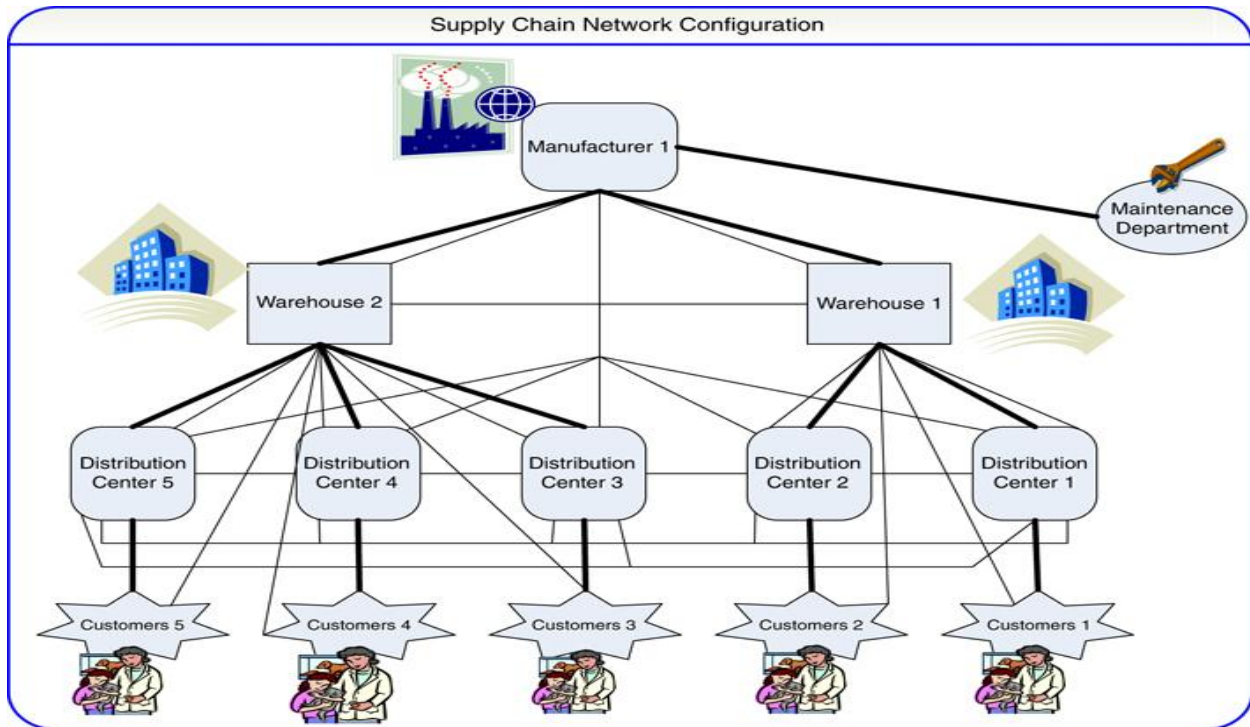 Supply Chain Network Configuration
Manufacturer 1
Maintenance
Department
Warehouse 2
Warehouse 1
Distribution
Center 5
Distribution
Center 4
Distribution
Center 3
Distribution
Center 2
Distribution
Center 1
Customers 5
Customers 4
Customers 3
Customers 2
Customers 1